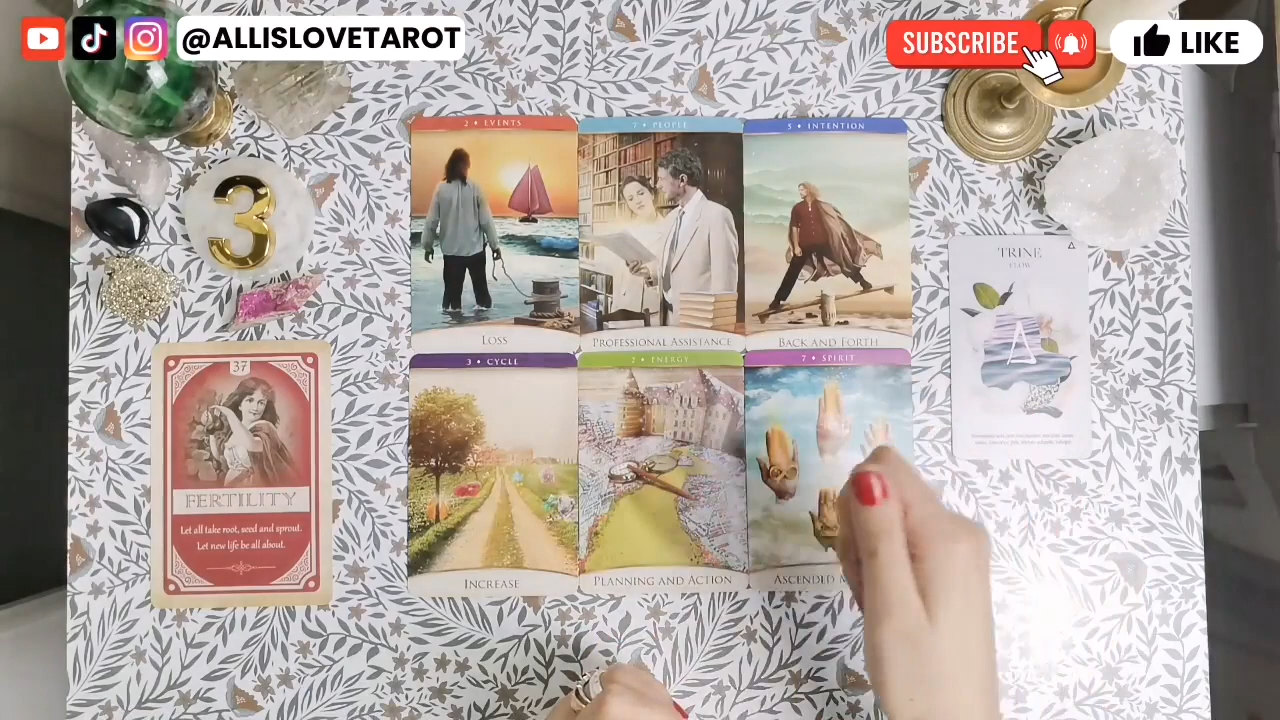 @ALLISLOVETAROT
SUBSCRIBE
LIKE
2 • EVENTS
7 • PEOPLE
5 • INTENTION
3
TRINE
FLOW
LOSS
PROFESSIONAL ASSISTANCE
BACK AND FORTH
3 • CYCLE
2 • ENERGY
7 • SPIRIT
37
FERTILITY
Let all take root, seed and sprout.
Let new life be all about.
INCREASE
PLANNING AND ACTION
ASCENDED